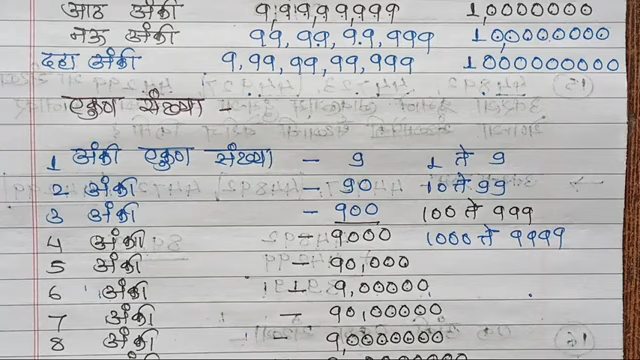 आठ अंकी 9,99,99,999 1,0000000
नऊ अंकी 99,99,99,999 10,0000000
दहा अंकी 9,99,99,99,999 1000000000
एकूण संख्या -
1 अंकी एकूण संख्या - 9 1 ते 9
2 अंकी - 90 10 ते 99
3 अंकी - 900 100 ते 999
4 अंकी - 9000 1000 ते 9999
5 अंकी - 90,000
6 अंकी - 9,00000
7 अंकी - 90,00000
8 अंकी - 9,0000000